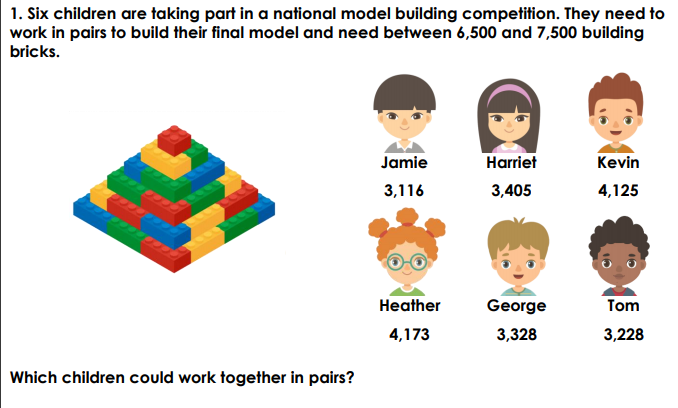 1. Six children are taking part in a national model building competition. They need to
work in pairs to build their final model and need between 6,500 and 7,500 building
bricks.
Jamie Harriet Kevin
3,116 3,405 4,125
Heather George Tom
4,173 3,328 3,228
Which children could work together in pairs?